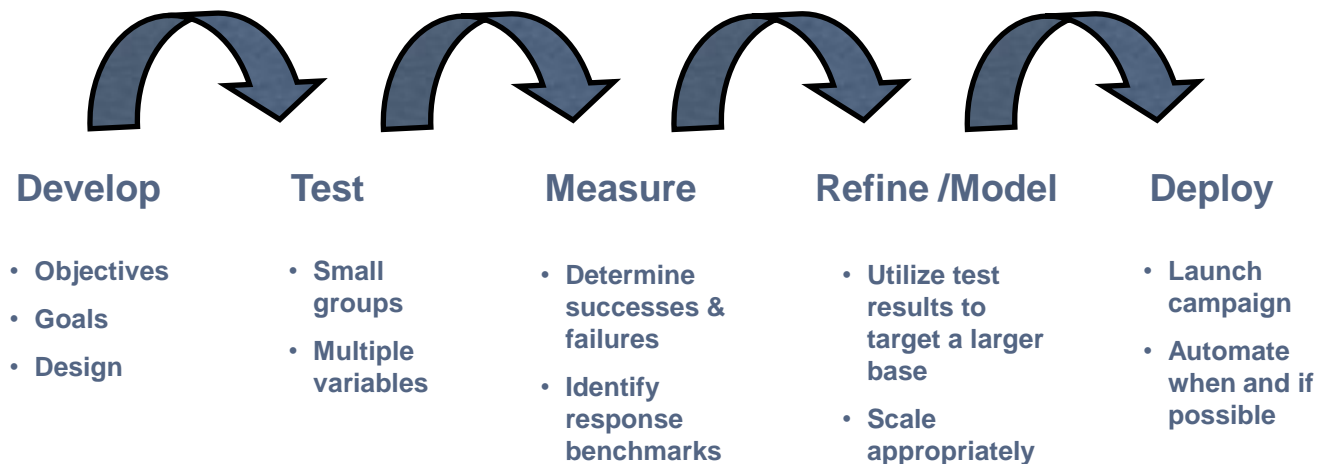 Develop
• Objectives
• Goals
• Design
Test
• Small
groups
• Multiple
variables
Measure
• Determine
successes &
failures
• Identify
response
benchmarks
Refine /Model
• Utilize test
results to
target a larger
base
• Scale
appropriately
Deploy
• Launch
campaign
• Automate
when and if
possible